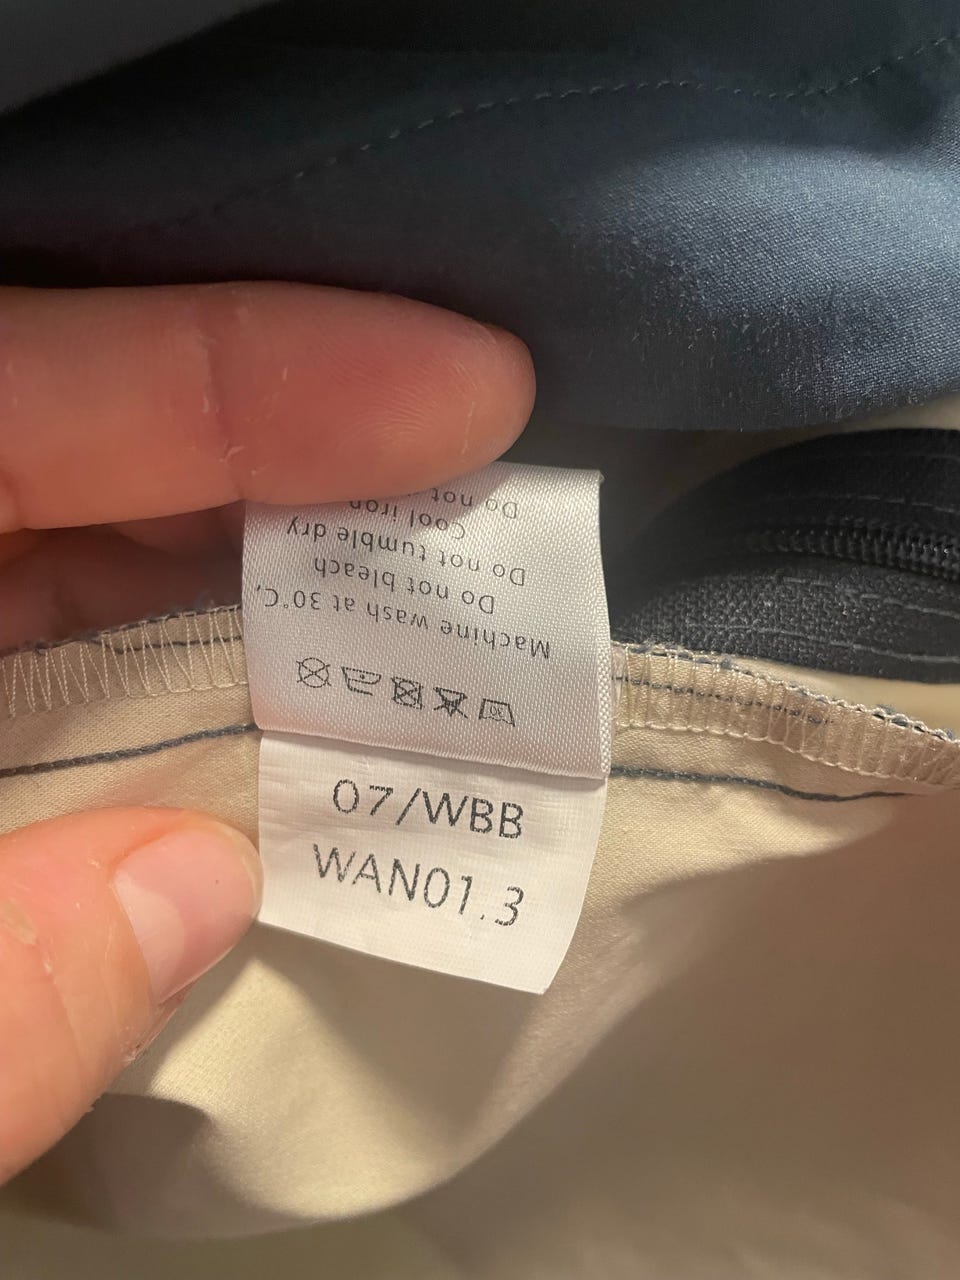 Machine wash at 30°C,
Do not bleach
Do not tumble dry
Cool iron
Do not
07/WBB
WAN01.3